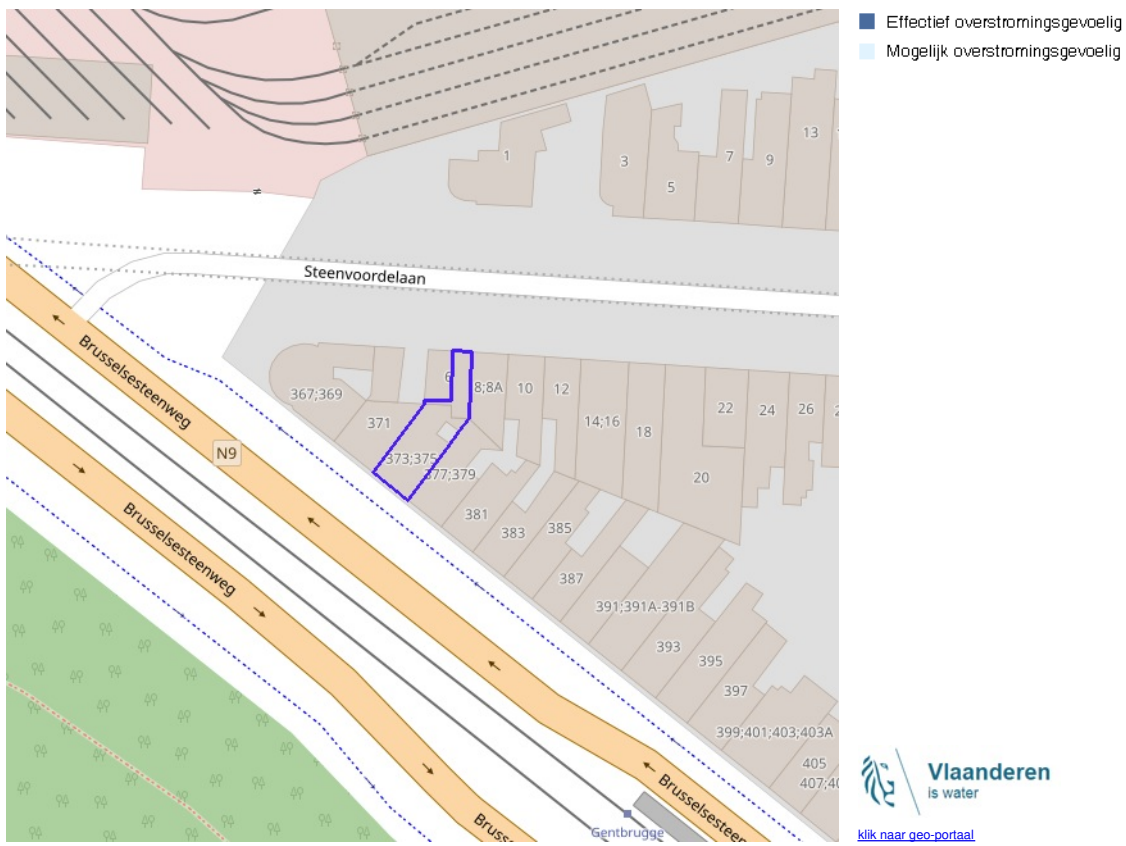 Effectief overstromingsgevoelig
Mogelijk overstromingsgevoelig
1
3
5
7
9
13
Steenvoordelaan
Brusselsesteenweg
N9
Brusselsesteenweg
367;369
371
373;375
377;379
6
8;8A
10
12
14;16
18
20
22
24
26
381
383
385
387
391;391A-391B
393
395
397
399;401;403;403A
405
Gentbrugge
Vlaanderen
is water
klik naar geo-portaal